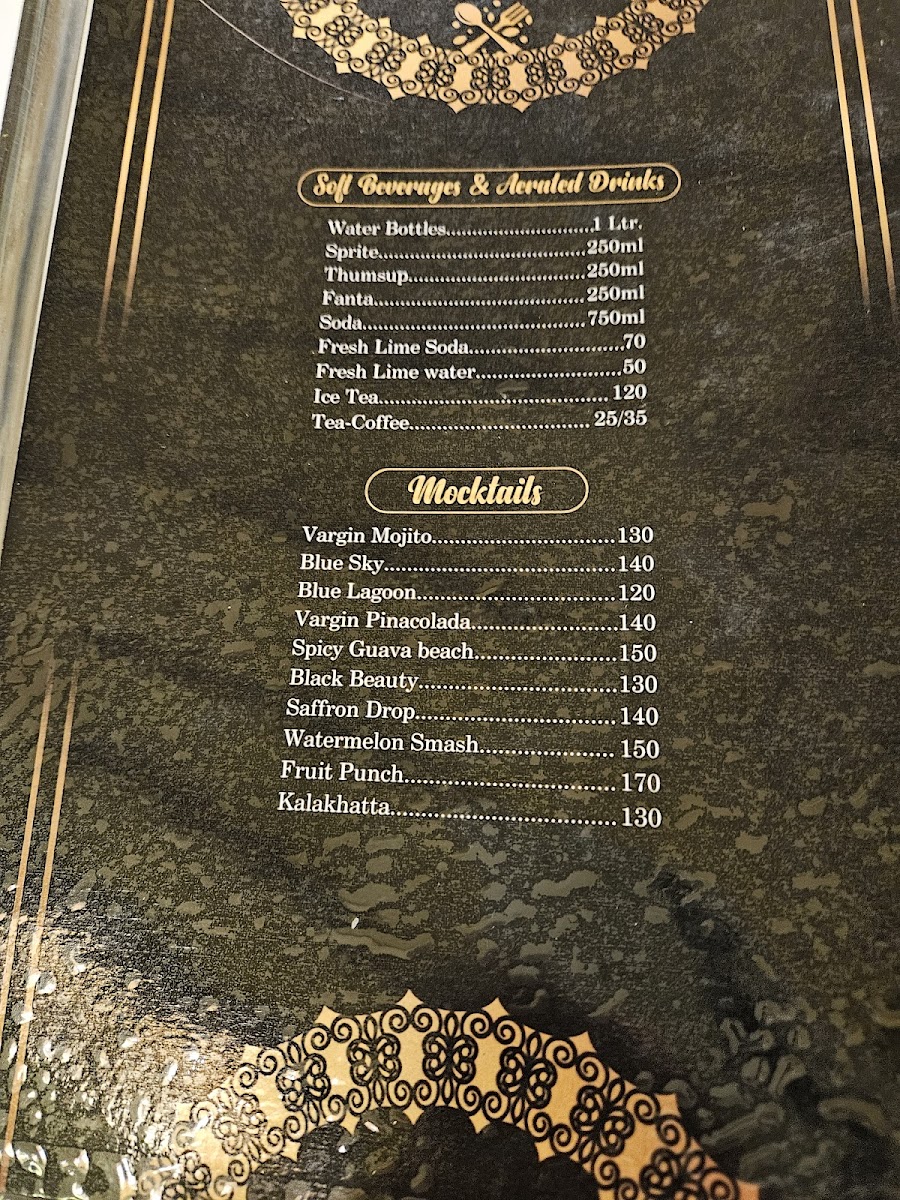 Soft Beverages & Aerated Drinks
Water Bottles............................1 Ltr.
Sprite.......................................250ml
Thumsup.................................250ml
Fanta........................................250ml
Soda..........................................750ml
Fresh Lime Soda.............................70
Fresh Lime water...........................50
Ice Tea........................................... 120
Tea-Coffee.................................. 25/35
Mocktails
Vargin Mojito................................130
Blue Sky........................................140
Blue Lagoon...................................120
Vargin Pinacolada.........................140
Spicy Guava beach........................150
Black Beauty..................................130
Saffron Drop.................................. 140
Watermelon Smash....................... 150
Fruit Punch................................... 170
Kalakhatta..................................... 130